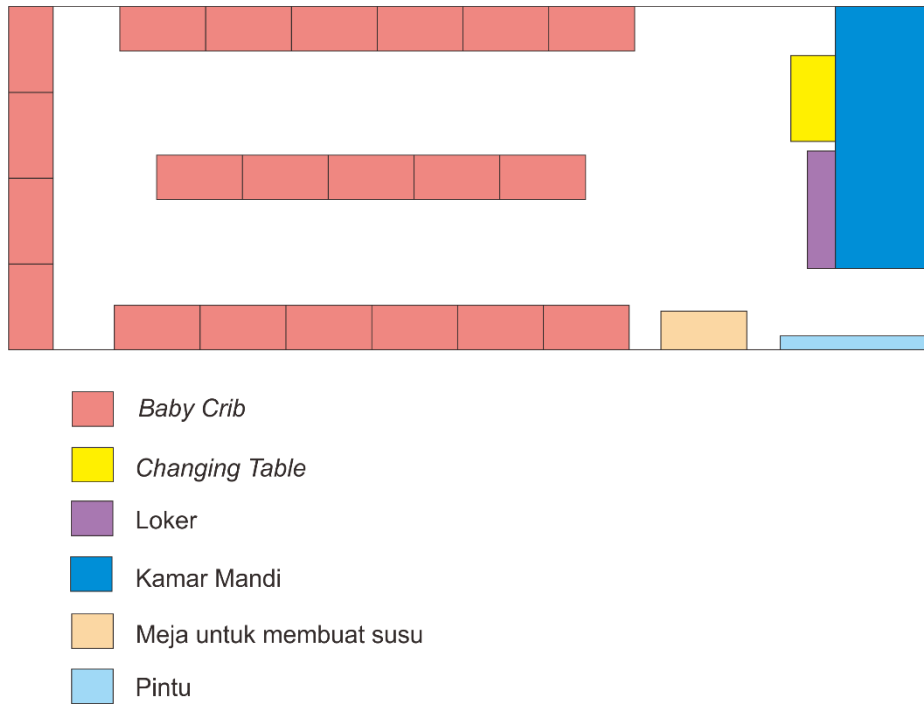 Baby Crib
Changing Table
Loker
Kamar Mandi
Meja untuk membuat susu
Pintu